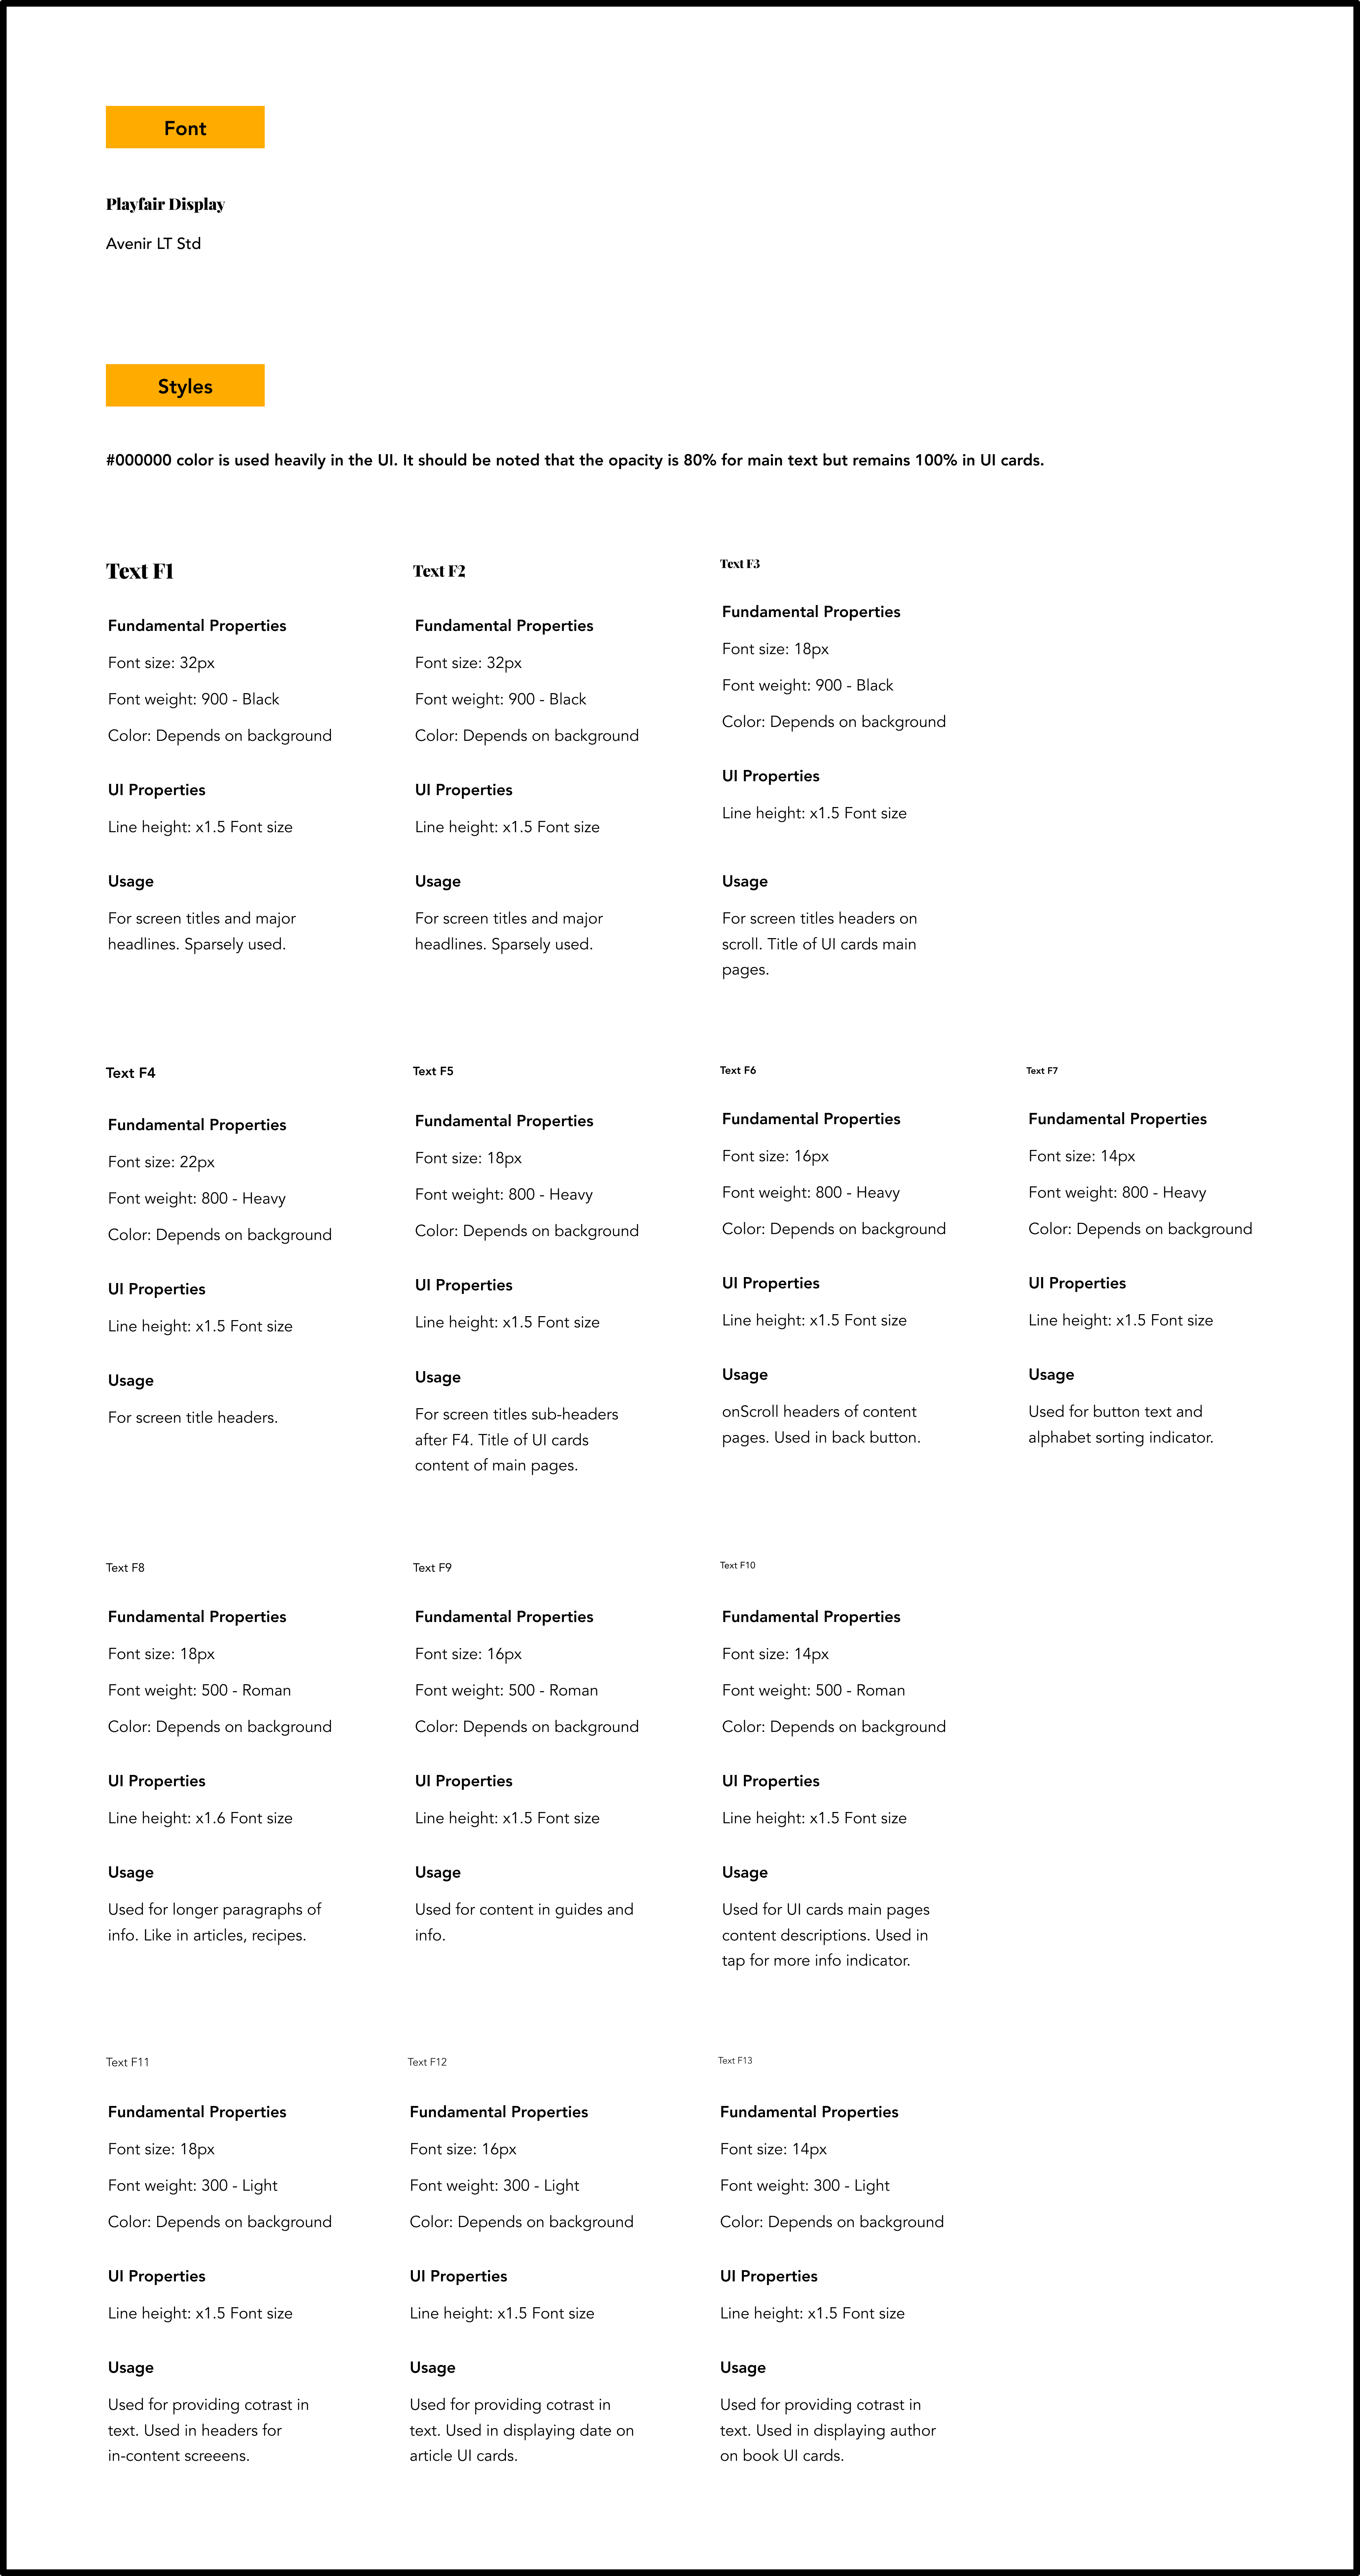 Font
Playfair Display
Avenir LT Std
Styles
#000000 color is used heavily in the UI. It should be noted that the opacity is 80% for main text but remains 100% in UI cards.
Text F1
Fundamental Properties
Font size: 32px
Font weight: 900 - Black
Color: Depends on background
UI Properties
Line height: x1.5 Font size
Usage
For screen titles and major
headlines. Sparsely used.
Text F2
Fundamental Properties
Font size: 32px
Font weight: 900 - Black
Color: Depends on background
UI Properties
Line height: x1.5 Font size
Usage
For screen titles and major
headlines. Sparsely used.
Text F3
Fundamental Properties
Font size: 18px
Font weight: 900 - Black
Color: Depends on background
UI Properties
Line height: x1.5 Font size
Usage
For screen titles headers on
scroll. Title of UI cards main
pages.
Text F4
Fundamental Properties
Font size: 22px
Font weight: 800 - Heavy
Color: Depends on background
UI Properties
Line height: x1.5 Font size
Usage
For screen title headers.
Text F5
Fundamental Properties
Font size: 18px
Font weight: 800 - Heavy
Color: Depends on background
UI Properties
Line height: x1.5 Font size
Usage
For screen titles sub-headers
after F4. Title of UI cards
content of main pages.
Text F6
Fundamental Properties
Font size: 16px
Font weight: 800 - Heavy
Color: Depends on background
UI Properties
Line height: x1.5 Font size
Usage
onScroll headers of content
pages. Used in back button.
Text F7
Fundamental Properties
Font size: 14px
Font weight: 800 - Heavy
Color: Depends on background
UI Properties
Line height: x1.5 Font size
Usage
Used for button text and
alphabet sorting indicator.
Text F8
Fundamental Properties
Font size: 18px
Font weight: 500 - Roman
Color: Depends on background
UI Properties
Line height: x1.6 Font size
Usage
Used for longer paragraphs of
info. Like in articles, recipes.
Text F9
Fundamental Properties
Font size: 16px
Font weight: 500 - Roman
Color: Depends on background
UI Properties
Line height: x1.5 Font size
Usage
Used for content in guides and
info.
Text F10
Fundamental Properties
Font size: 14px
Font weight: 500 - Roman
Color: Depends on background
UI Properties
Line height: x1.5 Font size
Usage
Used for UI cards main pages
content descriptions. Used in
tap for more info indicator.
Text F11
Fundamental Properties
Font size: 18px
Font weight: 300 - Light
Color: Depends on background
UI Properties
Line height: x1.5 Font size
Usage
Used for providing cotrast in
text. Used in headers for
in-content screeens.
Text F12
Fundamental Properties
Font size: 16px
Font weight: 300 - Light
Color: Depends on background
UI Properties
Line height: x1.5 Font size
Usage
Used for providing cotrast in
text. Used in displaying date on
article UI cards.
Text F13
Fundamental Properties
Font size: 14px
Font weight: 300 - Light
Color: Depends on background
UI Properties
Line height: x1.5 Font size
Usage
Used for providing cotrast in
text. Used in displaying author
on book UI cards.